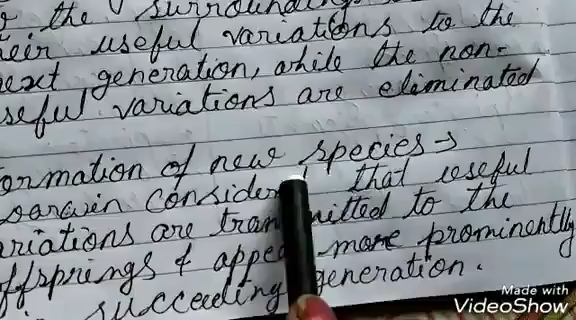 the surroundings
their useful variations to the
next generation, while the non-
useful variations are eliminated
Formation of new species →
Darwin consider that useful
variations are transmitted to the
offsprings & appear more prominently
succeeding generation.
Made with
VideoShow